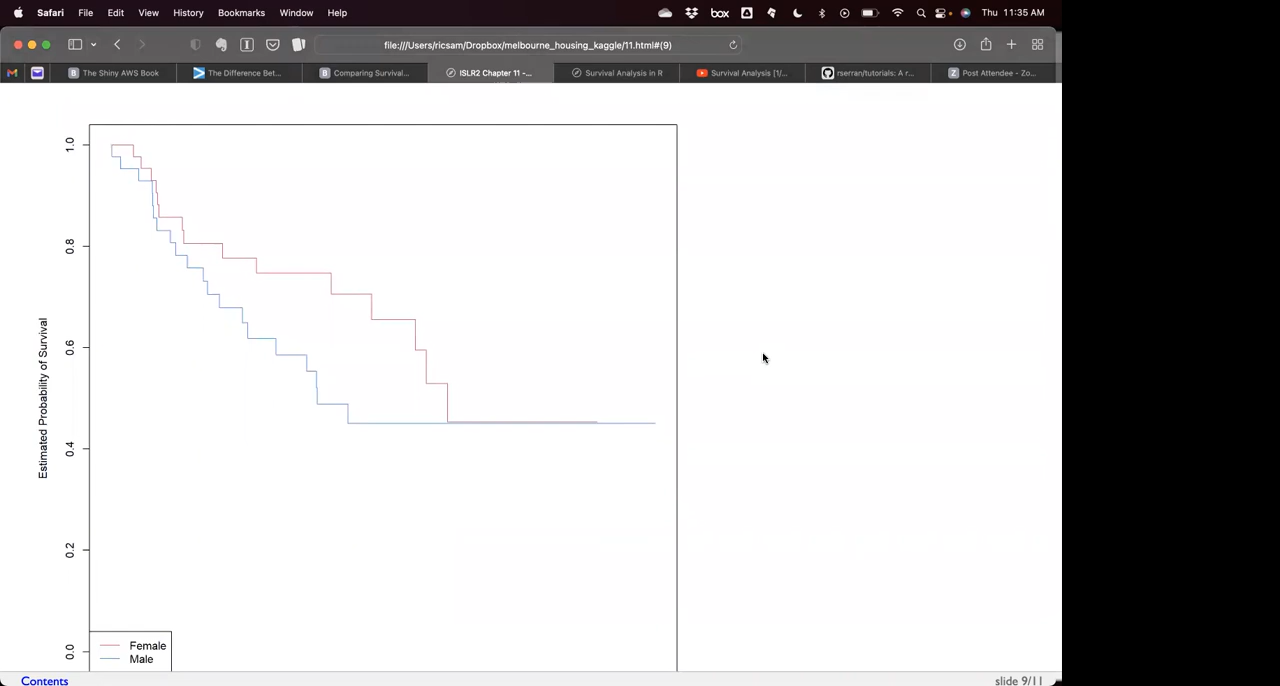 Safari File Edit View History Bookmarks Window Help box Thu 11:35 AM
file:///Users/ricsam/Dropbox/melbourne_housing_kaggle/11.html#(9)
B The Shiny AWS Book The Difference Bet... B Comparing Survival... ISLR2 Chapter 11 -... Survival Analysis in R Survival Analysis [1/... rserran/tutorials: A r... Z Post Attendee - Zo...
1.0
0.8
0.6
0.4
0.2
0.0
Estimated Probability of Survival
Female
Male
Contents slide 9/11